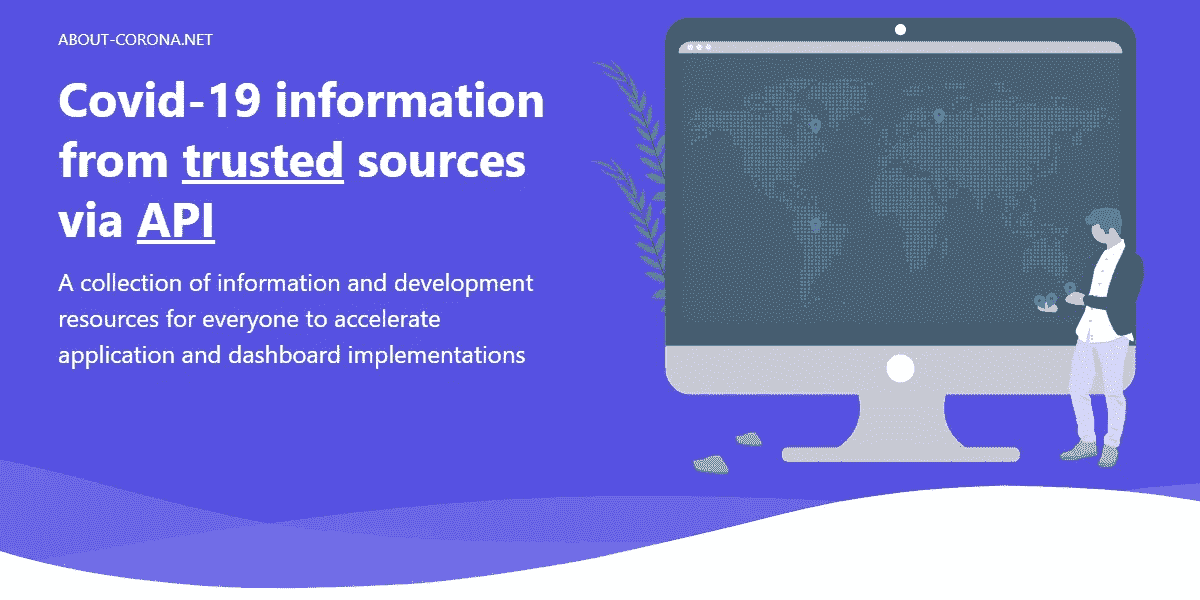 ABOUT-CORONA.NET
Covid-19 information
from trusted sources
via API
A collection of information and development
resources for everyone to accelerate
application and dashboard implementations